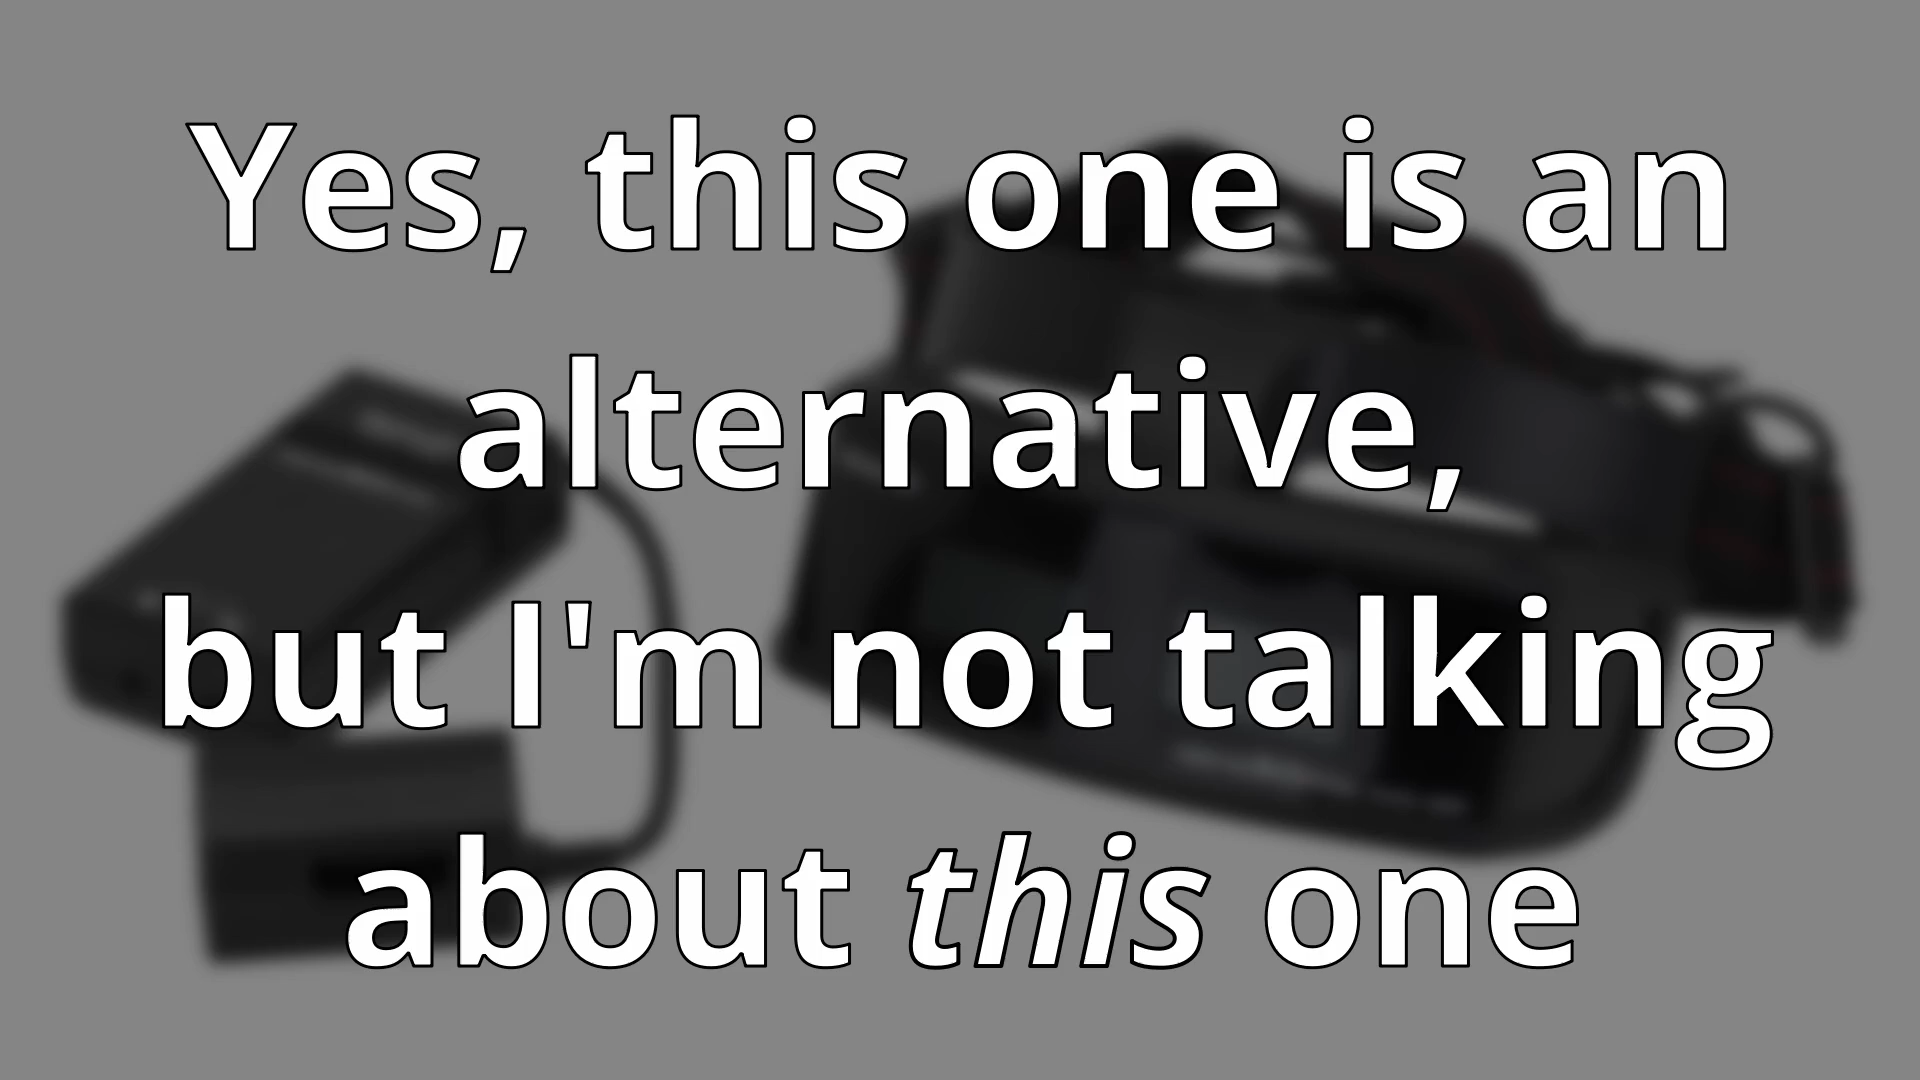 Yes, this one is an
alternative,
but I'm not talking
about this one